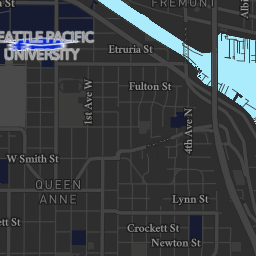 FREMONT
SEATTLE PACIFIC
UNIVERSITY
Etruria St
Fulton St
1st Ave W
4th Ave N
W Smith St
QUEEN
ANNE
Lynn St
Crockett St
Newton St